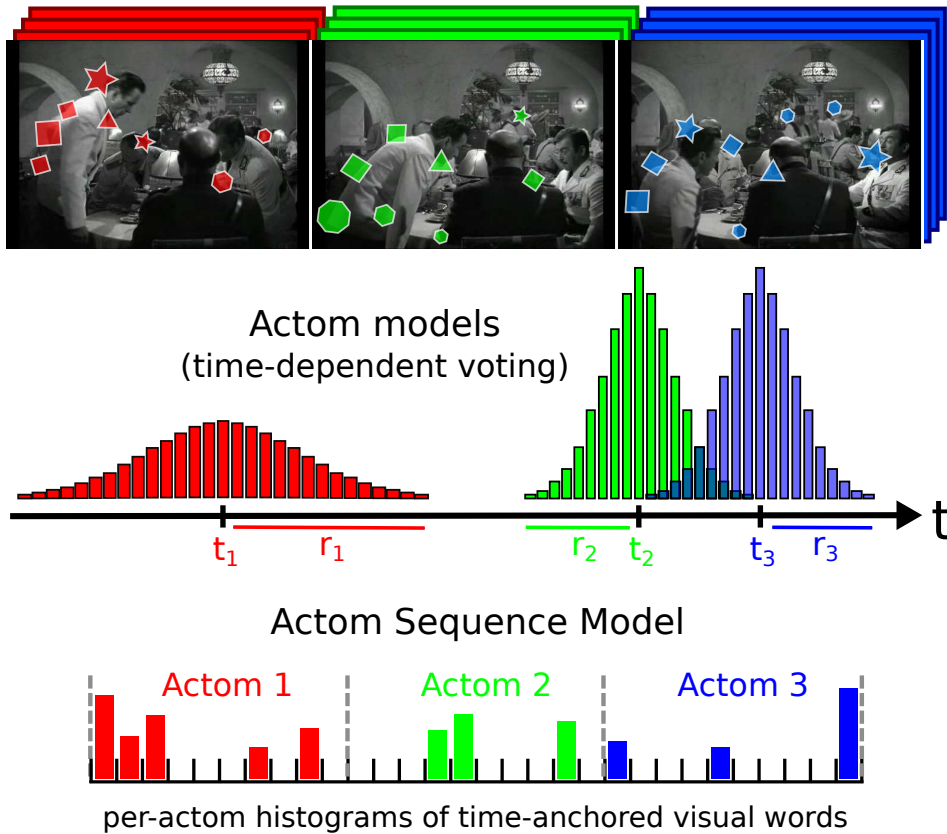 Actom models
(time-dependent voting)
t
t₁ r₁ r₂ t₂ t₃ r₃
Actom Sequence Model
Actom 1 Actom 2 Actom 3
per-actom histograms of time-anchored visual words